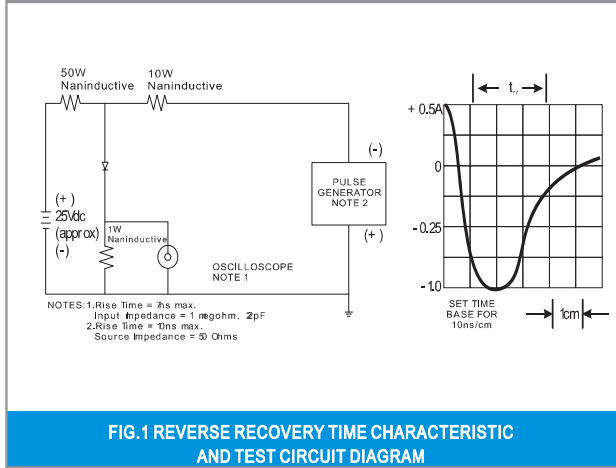 50W
Naninductive
10W
Naninductive
(+)
25Vdc
(approx)
(-)
1W
Naninductive
OSCILLOSCOPE
NOTE 1
(-)
PULSE
GENERATOR
NOTE 2
(+)
NOTES:1.Rise Time = 7ns max.
Input Impedance = 1 megohm. 22pF
2.Rise Time = 10ns max.
Source Impedance = 50 Ohms
trr
+ 0.5A
0
- 0.25
- 1.0
SET TIME
BASE FOR
10ns/cm
1cm
FIG.1 REVERSE RECOVERY TIME CHARACTERISTIC
AND TEST CIRCUIT DIAGRAM